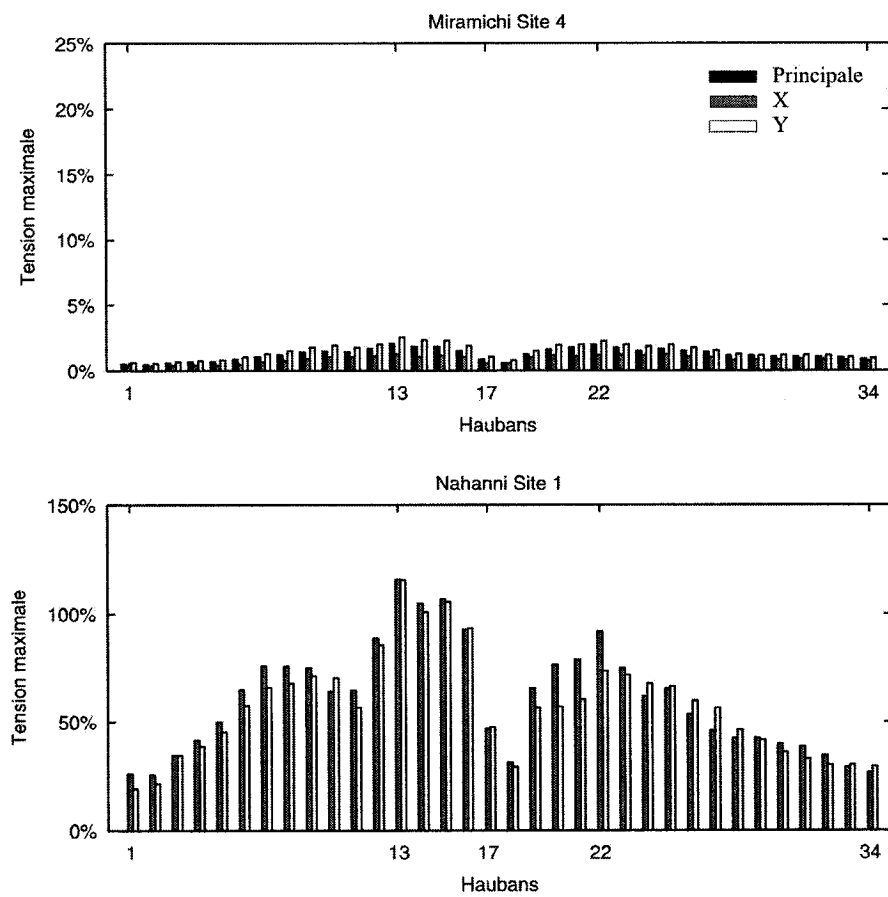 Miramichi Site 4
25%
20%
15%
10%
5%
0%
Tension maximale
Principale
X
Y
1 13 17 22 34
Haubans
Nahanni Site 1
150%
100%
50%
0%
Tension maximale
1 13 17 22 34
Haubans